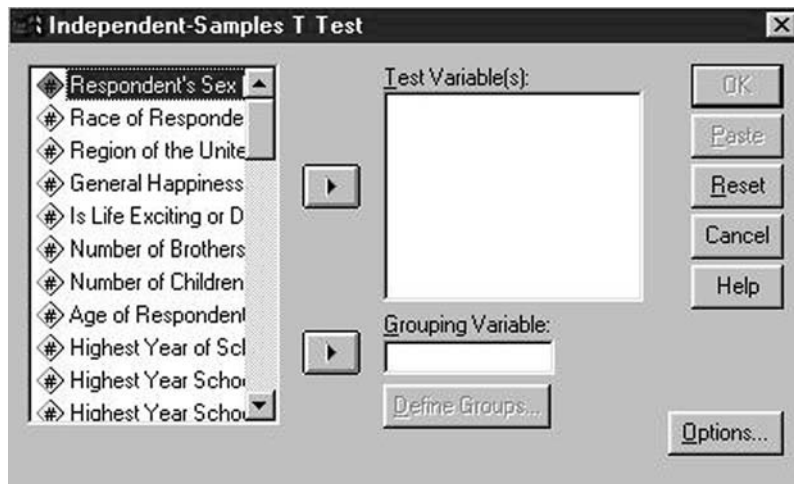 Independent-Samples T Test
Respondent's Sex
Race of Responde
Region of the Unite
General Happiness
Is Life Exciting or D
Number of Brothers
Number of Children
Age of Respondent
Highest Year of Scl
Highest Year Schoo
Highest Year Schoo
Test Variable(s):
Grouping Variable:
Define Groups...
OK
Paste
Reset
Cancel
Help
Options...